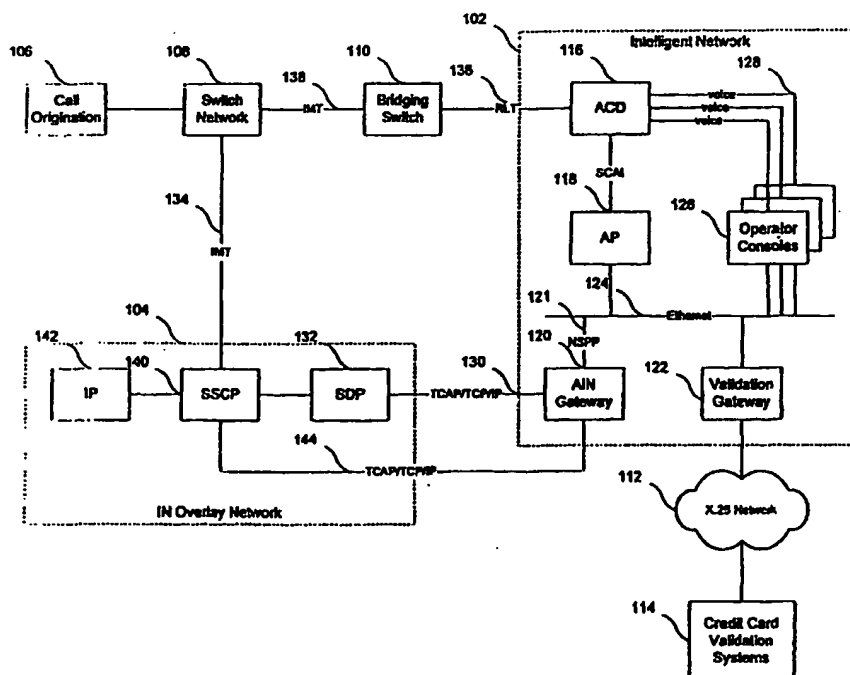 102
Intelligent Network
106
108
110
116
128
138
136
Call
Origination
Switch
Network
IMT
Bridging
Switch
RLT
ACD
voice
voice
voice
SCAI
134
118
126
AP
Operator
Consoles
IMT
124
121
Ethernet
104
120
NSPP
142
140
132
130
122
IP
SSCP
SDP
TCAP/TCP/IP
AIN
Gateway
Validation
Gateway
144
TCAP/TCP/IP
112
IN Overlay Network
X.25 Network
114
Credit Card
Validation
Systems